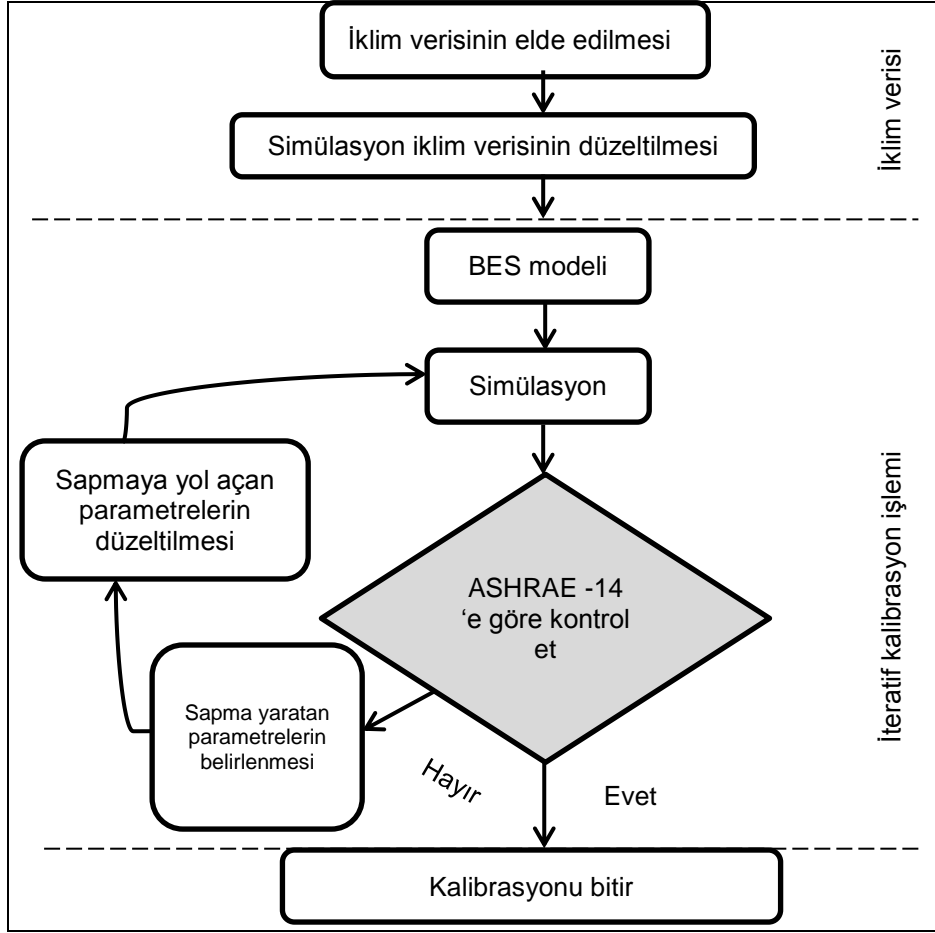 İklim verisinin elde edilmesi
Simülasyon iklim verisinin düzeltilmesi
İklim verisi
BES modeli
Simülasyon
Sapmaya yol açan
parametrelerin
düzeltilmesi
ASHRAE -14
‘e göre kontrol
et
Sapma yaratan
parametrelerin
belirlenmesi
Hayır
Evet
İteratif kalibrasyon işlemi
Kalibrasyonu bitir